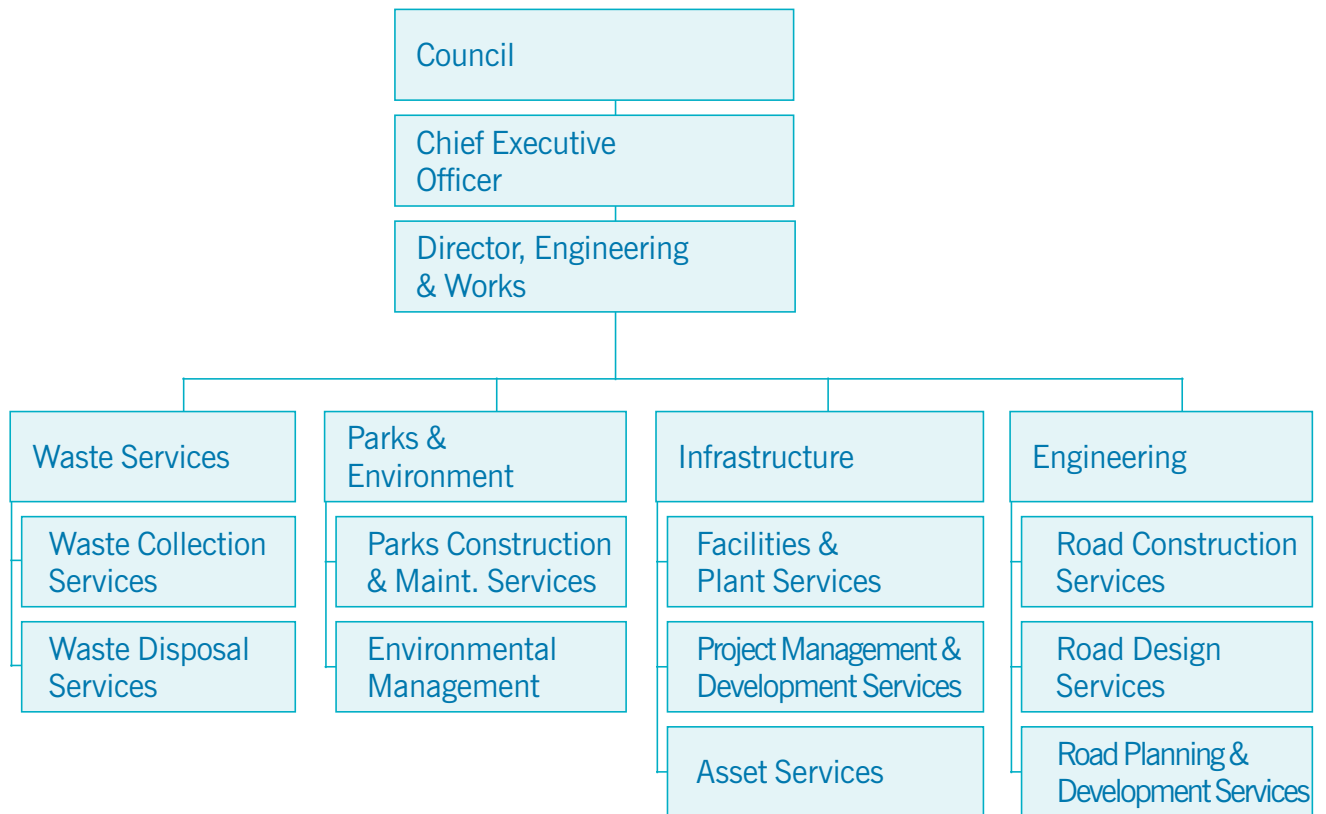 Council
Chief Executive
Officer
Director, Engineering
& Works
Waste Services
Waste Collection
Services
Waste Disposal
Services
Parks &
Environment
Parks Construction
& Maint. Services
Environmental
Management
Infrastructure
Facilities &
Plant Services
Project Management &
Development Services
Asset Services
Engineering
Road Construction
Services
Road Design
Services
Road Planning &
Development Services